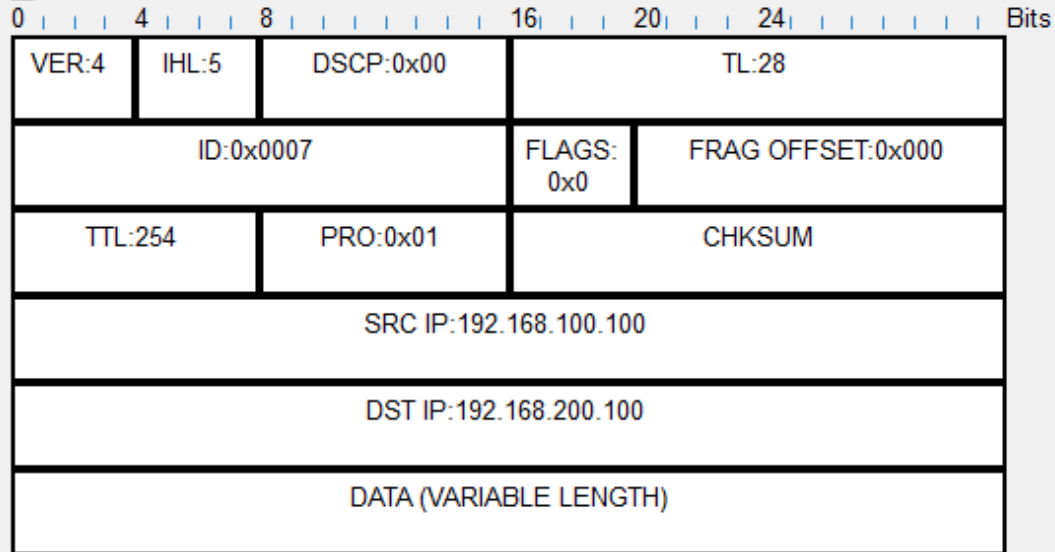 0 4 8 16 20 24 Bits
VER:4 IHL:5 DSCP:0x00 TL:28
ID:0x0007 FLAGS: FRAG OFFSET:0x000
0x0
TTL:254 PRO:0x01 CHKSUM
SRC IP:192.168.100.100
DST IP:192.168.200.100
DATA (VARIABLE LENGTH)